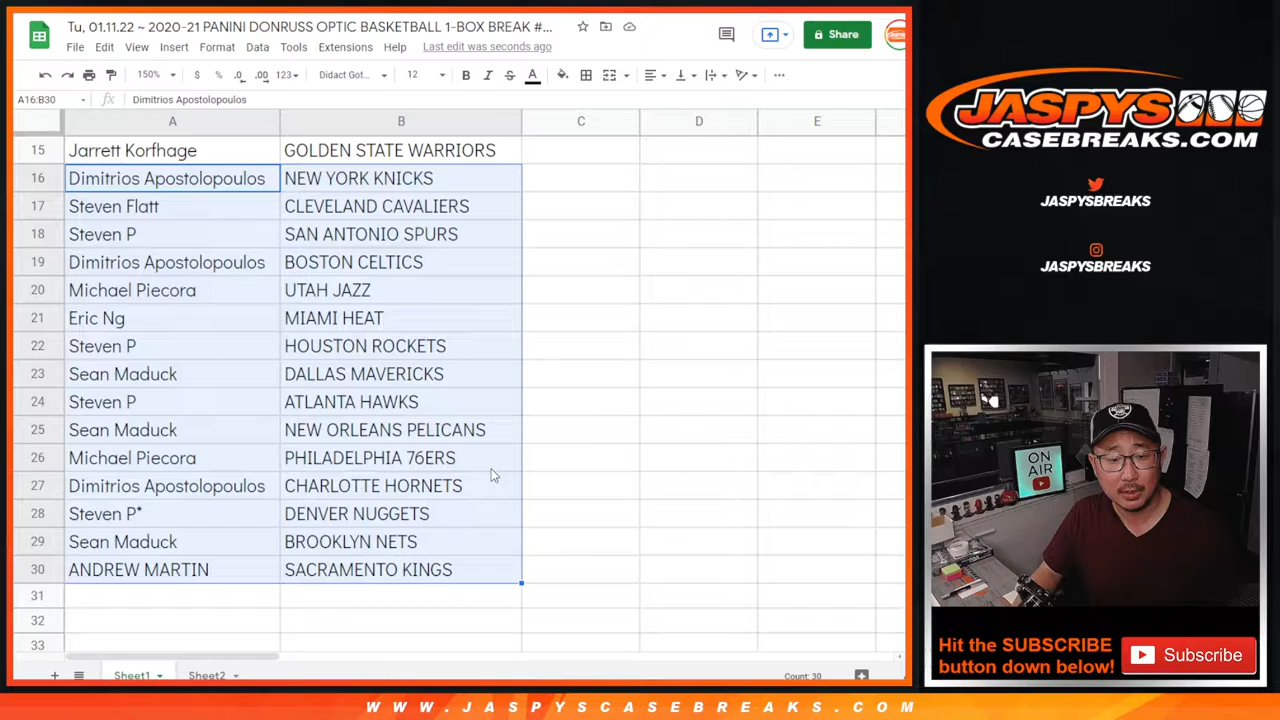 Tu, 01.11.22 ~ 2020-21 PANINI DONRUSS OPTIC BASKETBALL 1-BOX BREAK #...
File Edit View Insert Format Data Tools Extensions Help Last edit was seconds ago
Share
150% $ % .0 .00 123 Didact Got... 12 B I S A
A16:B30 fx Dimitrios Apostolopoulos
A B C D E
15 Jarrett Korfhage GOLDEN STATE WARRIORS
16 Dimitrios Apostolopoulos NEW YORK KNICKS
17 Steven Flatt CLEVELAND CAVALIERS
18 Steven P SAN ANTONIO SPURS
19 Dimitrios Apostolopoulos BOSTON CELTICS
20 Michael Piecora UTAH JAZZ
21 Eric Ng MIAMI HEAT
22 Steven P HOUSTON ROCKETS
23 Sean Maduck DALLAS MAVERICKS
24 Steven P ATLANTA HAWKS
25 Sean Maduck NEW ORLEANS PELICANS
26 Michael Piecora PHILADELPHIA 76ERS
27 Dimitrios Apostolopoulos CHARLOTTE HORNETS
28 Steven P* DENVER NUGGETS
29 Sean Maduck BROOKLYN NETS
30 ANDREW MARTIN SACRAMENTO KINGS
31
32
33
+ Sheet1 Sheet2 Count: 30
JASPYS
CASEBREAKS.COM
JASPYSBREAKS
JASPYSBREAKS
ON
AIR
Hit the SUBSCRIBE
button down below!
Subscribe
WWW.JASPYSCASEBREAKS.COM